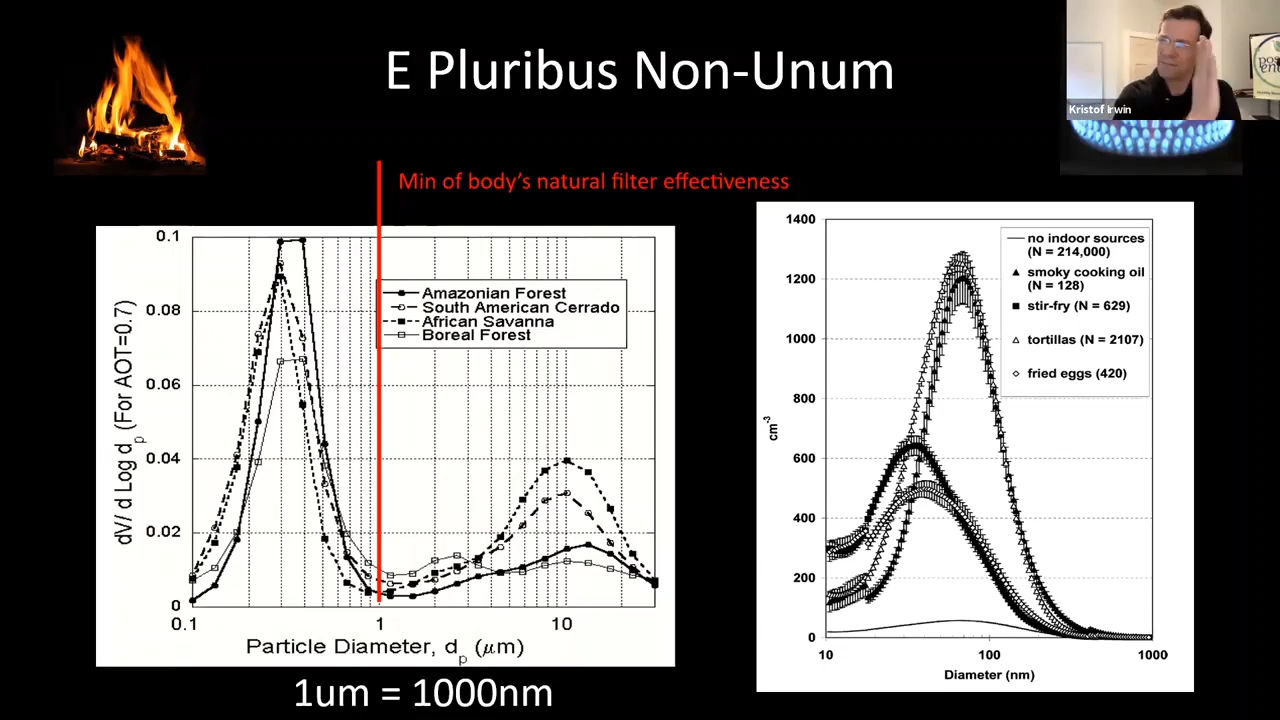 E Pluribus Non-Unum
Kristof Irwin
Min of body's natural filter effectiveness
0.1
0.08
0.06
0.04
0.02
0
dV/ d Log dp (For AOT=0.7)
Amazonian Forest
South American Cerrado
African Savanna
Boreal Forest
0.1
1
10
Particle Diameter, dp (μm)
1um = 1000nm
1400
1200
1000
800
600
400
200
0
cm-3
no indoor sources
(N = 214,000)
smoky cooking oil
(N = 128)
stir-fry (N = 629)
tortillas (N = 2107)
fried eggs (420)
10
100
1000
Diameter (nm)